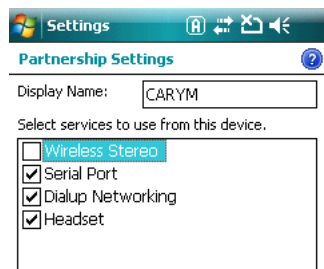 Settings
A
Partnership Settings
?
Display Name: CARYM
Select services to use from this device.
Wireless Stereo
Serial Port
Dialup Networking
Headset